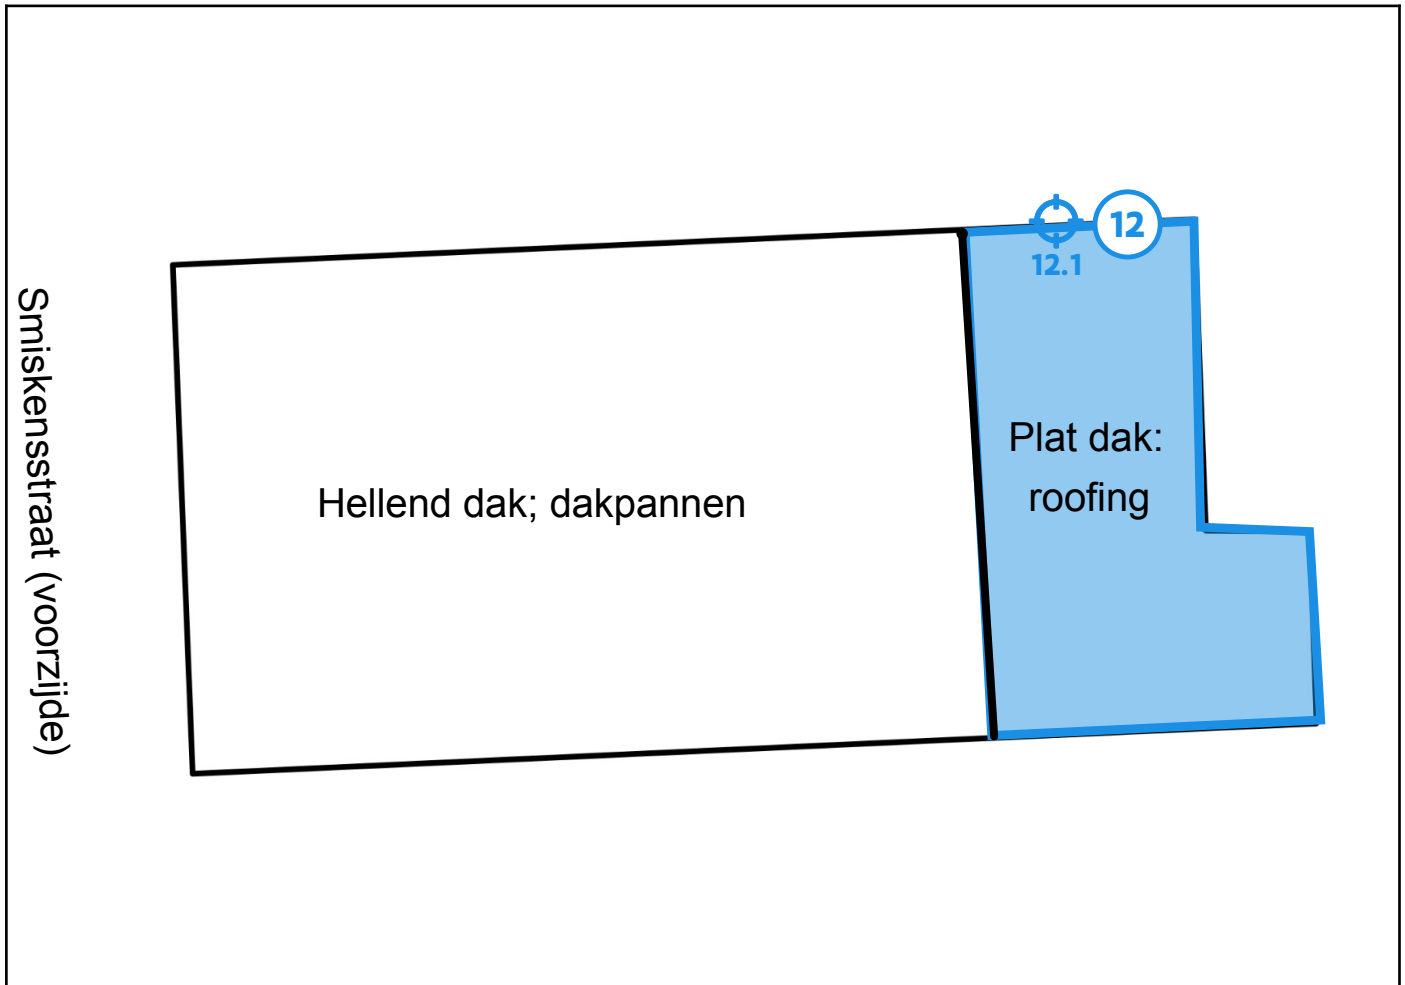 Smiskensstraat (voorzijde)
Hellend dak; dakpannen
12
12.1
Plat dak:
roofing